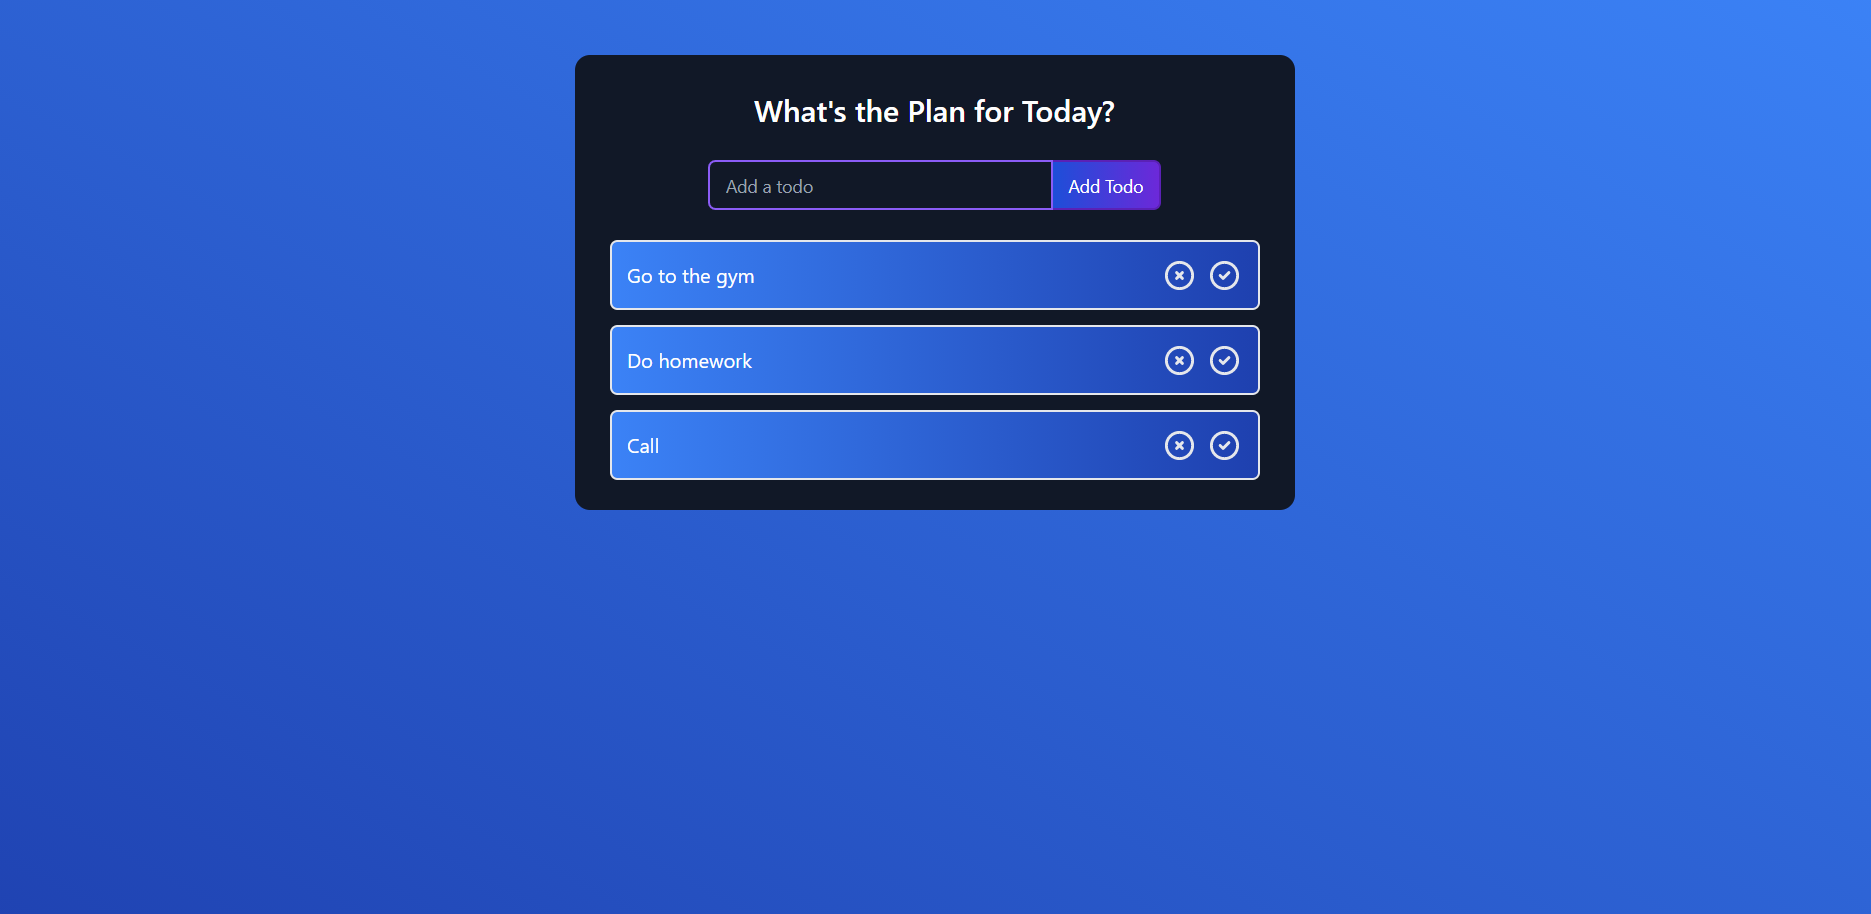 What's the Plan for Today?
Add a todo
Add Todo
Go to the gym
Do homework
Call